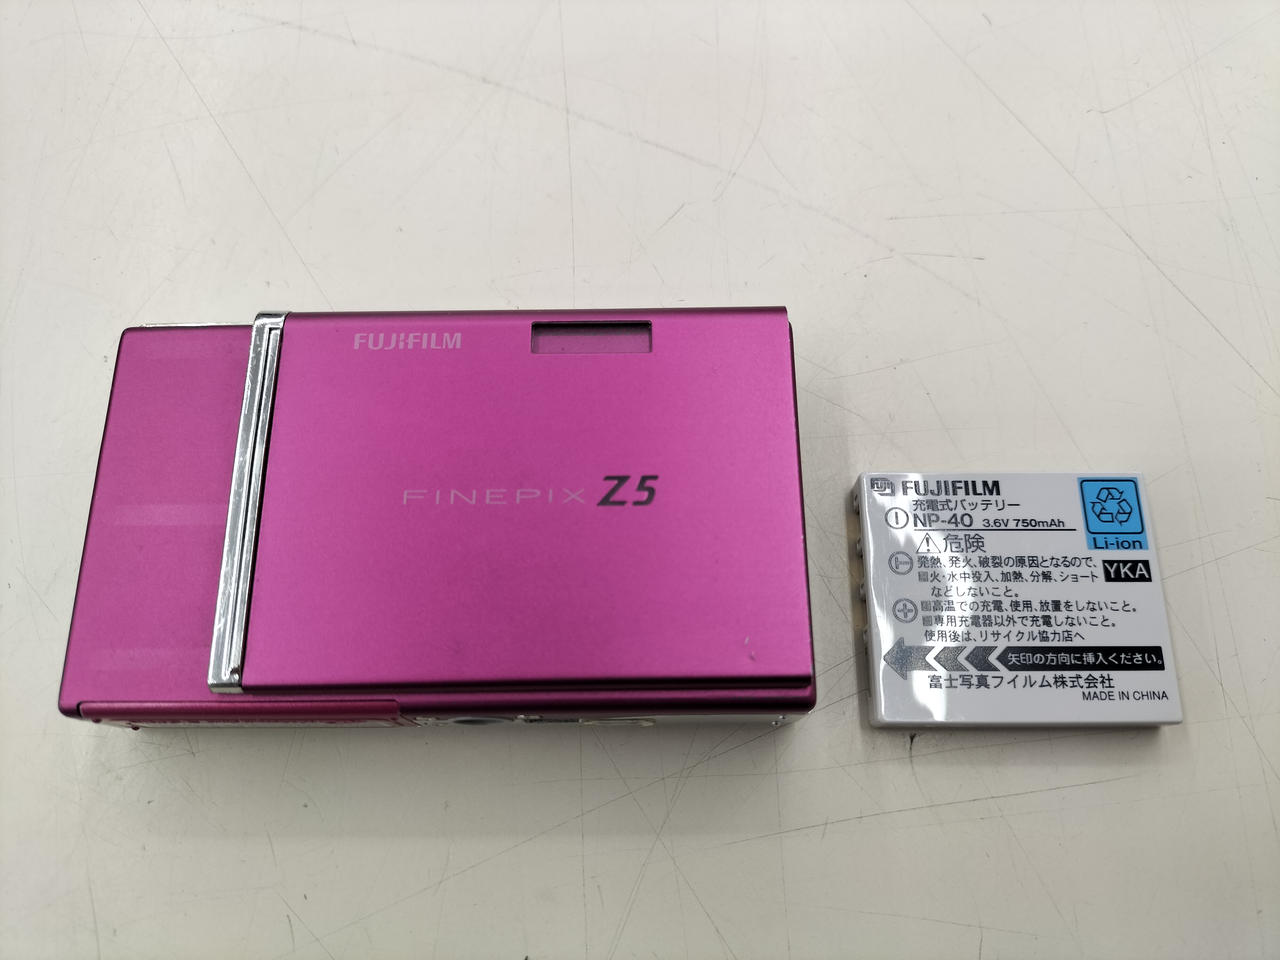 FUJIFILM
FINEPIX Z5
FUJI FUJIFILM
充電式バッテリー
NP-40 3.6V 750mAh
Li-ion
危険
発熱、発火、破裂の原因となるので、
火・水中投入、加熱、分解、ショート
などしないこと。
YKA
高温での充電、使用、放置をしないこと。
専用充電器以外で充電しないこと。
使用後は、リサイクル協力店へ
矢印の方向に挿入ください。
富士写真フイルム株式会社
MADE IN CHINA